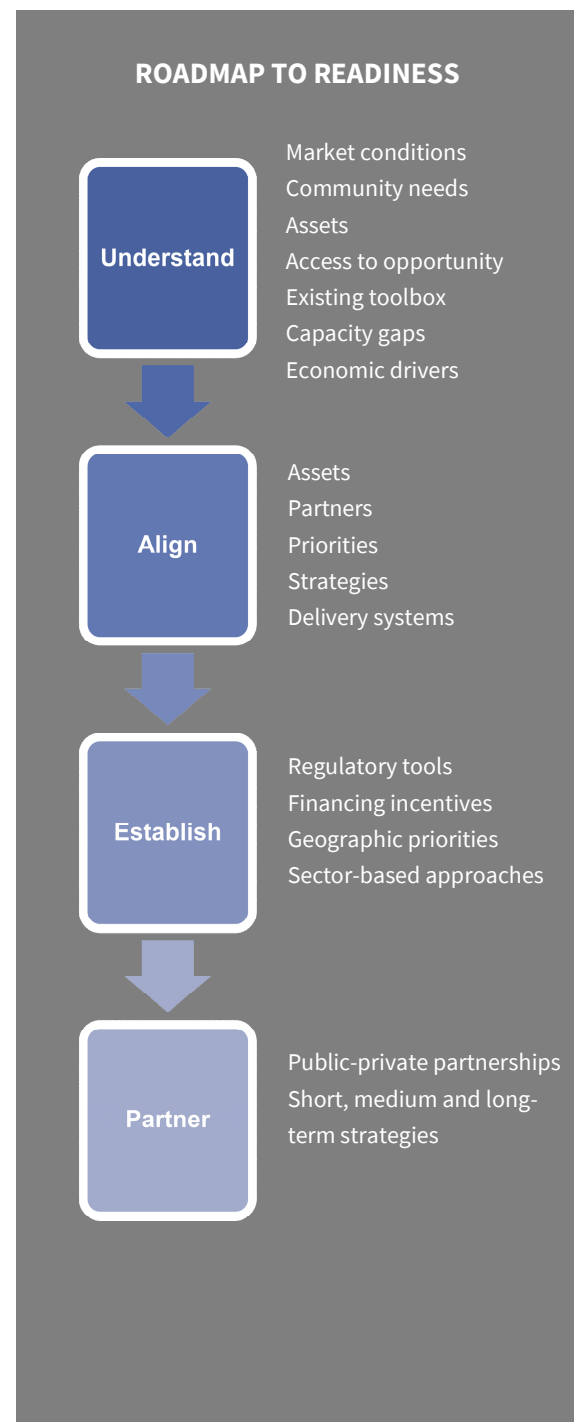 ROADMAP TO READINESS
Understand
Market conditions
Community needs
Assets
Access to opportunity
Existing toolbox
Capacity gaps
Economic drivers
Align
Assets
Partners
Priorities
Strategies
Delivery systems
Establish
Regulatory tools
Financing incentives
Geographic priorities
Sector-based approaches
Partner
Public-private partnerships
Short, medium and long-
term strategies